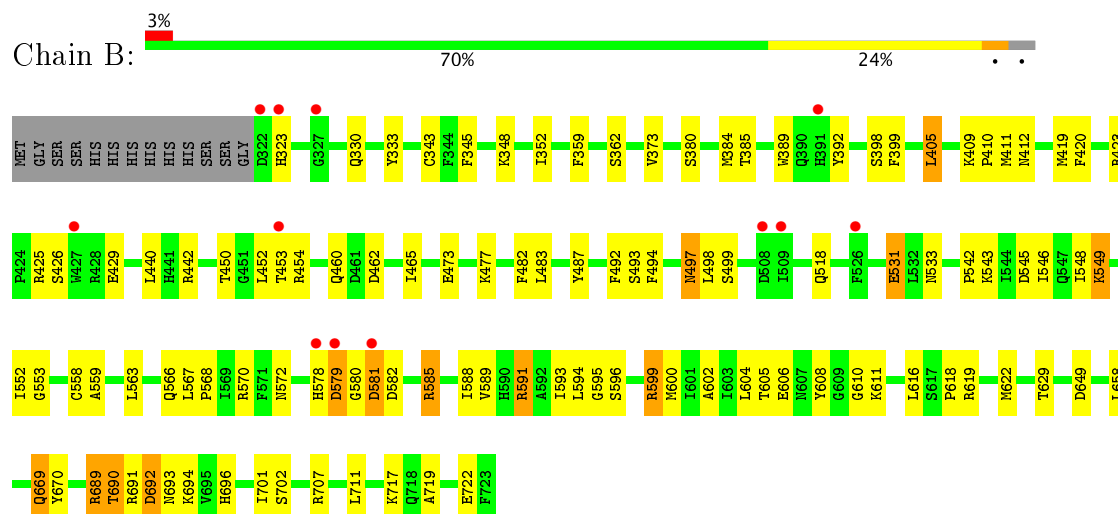 3%
Chain B:
70% 24% • •
MET GLY SER SER HIS HIS HIS HIS HIS HIS SER SER GLY D322 H323 G327 Q330 Y333 C343 F344 F345 K348 I352 F359 S362 V373 S380 M384 T385 W389 Q390 H391 Y392 S398 F399 L405 K409 P410 M411 N412 M419 F420
P424 R425 S426 W427 R428 E429 L440 H441 R442 T450 G451 L452 T453 R454 Q460 D461 D462 I465 E473 K477 F482 L483 Y487 F492 S493 F494 N497 L498 S499 D508 I509 Q518 F526 E531 L532 N533 P542 K543 I544 D545 I546 Q547 I548 K549
I552 G553 C558 A559 L563 Q566 L567 P568 I569 R570 F571 N572 H578 D579 G580 D581 D582 R585 I588 V589 H590 R591 A592 I593 L594 G595 S596 R599 M600 I601 A602 I603 L604 T605 E606 N607 Y608 G609 G610 K611 L616 S617 P618 R619 M622 T629 D649 L658
Q669 Y670 R689 T690 R691 D692 N693 K694 V695 H696 I701 S702 R707 L711 K717 Q718 A719 E722 F723